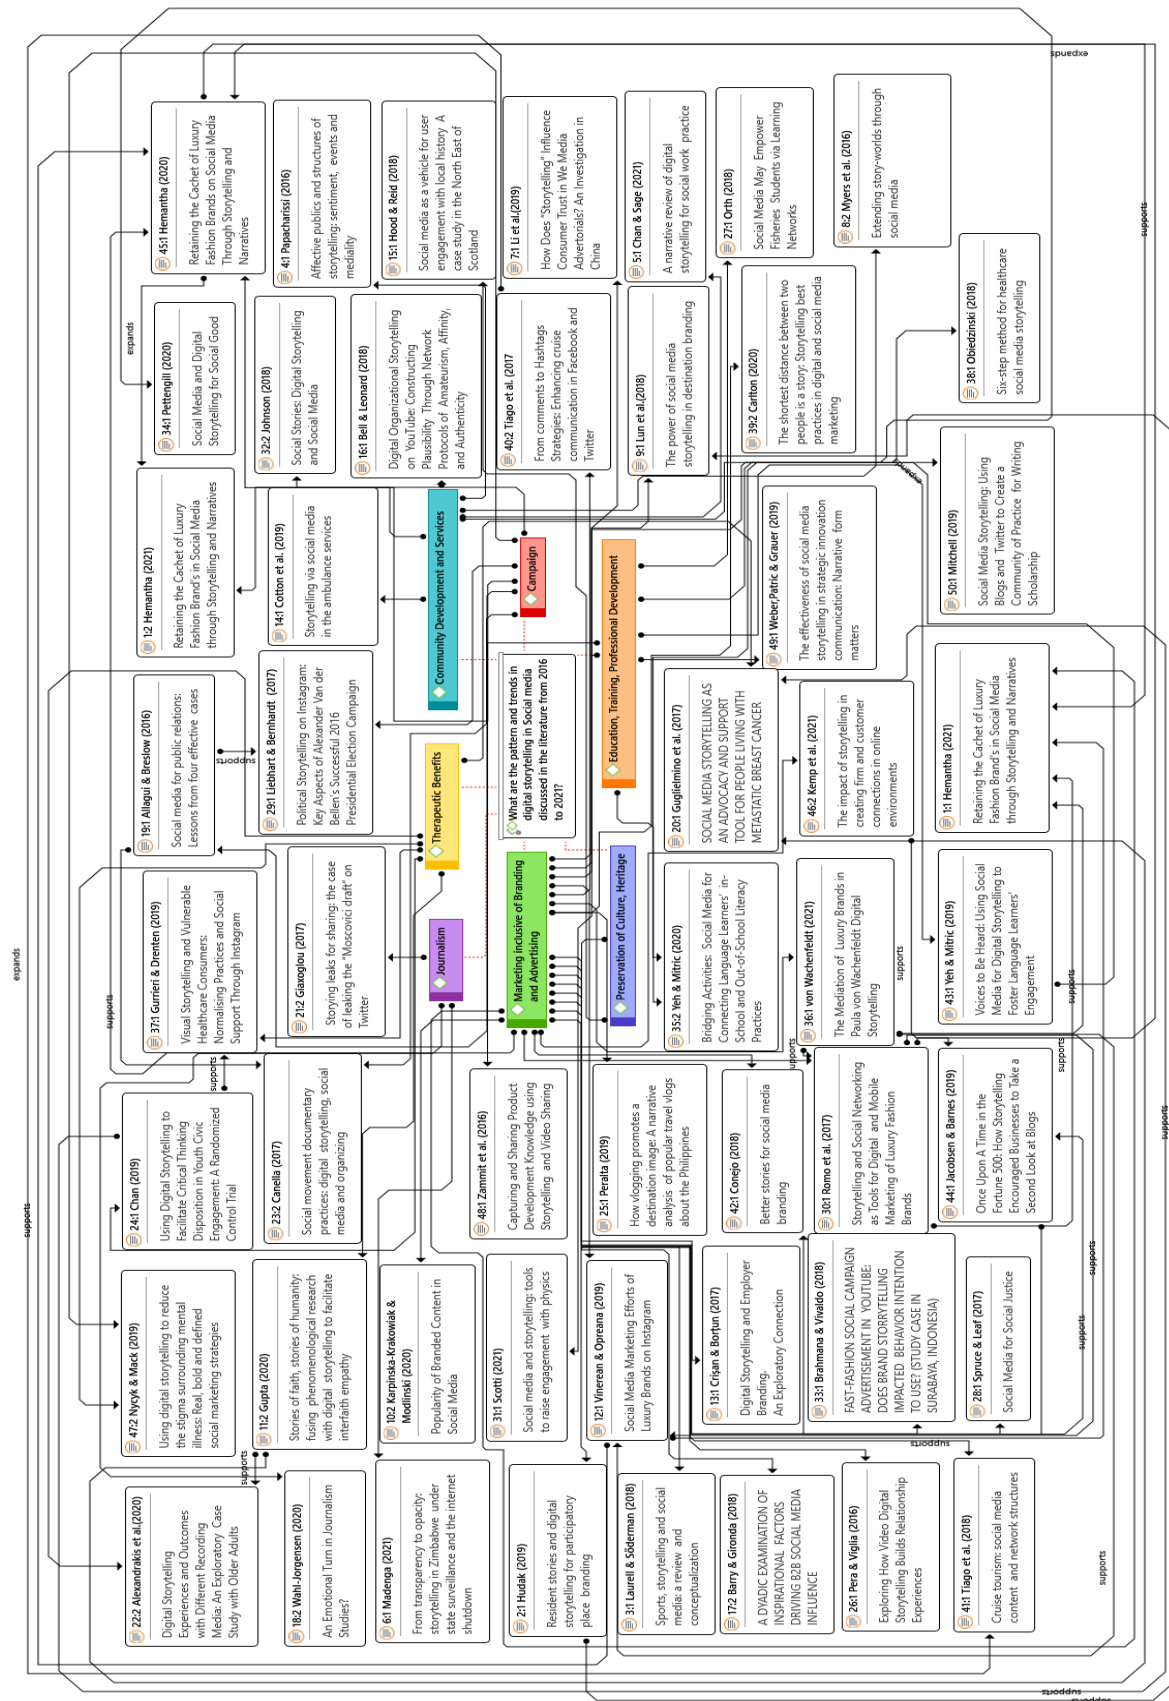 expands
supports
supports
expands
22:2 Alexandrakis et al,(2020)
Digital Storytelling
Experiences and Outcomes
with Different Recording
Media: An Exploratory Case
Study with Older Adults
47:2 Nycyk & Mack (2019)
Using digital storytelling to reduce
the stigma surrounding mental
illness: Real, bold and defined
social marketing strategies
24:1 Chan (2019)
Using Digital Storytelling to
Facilitate Critical Thinking
Disposition in Youth Civic
Engagement: A Randomized
Control Trial
37:1 Gurrieri & Drenten (2019)
Visual Storytelling and Vulnerable
Healthcare Consumers:
Normalising Practices and Social
Support Through Instagram
19:1 Allagui & Breslow (2016)
Social media for public relations:
Lessons from four effective cases
1:2 Hemantha (2021)
Retaining the Cachet of Luxury
Fashion Brand's in Social Media
through Storytelling and Narratives
34:1 Pettengill (2020)
Social Media and Digital
Storytelling for Social Good
45:1 Hemantha (2020)
Retaining the Cachet of Luxury
Fashion Brands on Social Media
Through Storytelling and
Narratives
supports
supports
supports
18:2 Wahl-Jorgensen (2020)
An Emotional Turn in Journalism
Studies?
11:2 Gupta (2020)
Stories of faith, stories of humanity:
fusing phenomenological research
with digital storytelling to facilitate
interfaith empathy
23:2 Canella (2017)
Social movement documentary
practices: digital storytelling, social
media and organizing
21:2 Giaxoglou (2017)
Storying leaks for sharing: the case
of leaking the "Moscovici draft" on
Twitter
29:1 Liebhart & Bernhardt (2017)
Political Storytelling on Instagram:
Key Aspects of Alexander Van der
Bellen's Successful 2016
Presidential Election Campaign
14:1 Cotton et al. (2019)
Storytelling via social media
in the ambulance services
32:2 Johnson (2018)
Social Stories: Digital Storytelling
and Social Media
4:1 Papacharissi (2016)
Affective publics and structures of
storytelling: sentiment, events and
mediality
6:1 Madenga (2021)
From transparency to opacity:
storytelling in Zimbabwe under
state surveillance and the internet
shutdown
10:2 Karpinska-Krakowiak &
Modlinski (2020)
Popularity of Branded Content in
Social Media
Journalism
Therapeutic Benefits
Community Development and Services
16:1 Bell & Leonard (2018)
Digital Organizational Storytelling
on YouTube: Constructing
Plausibility Through Network
Protocols of Amateurism, Affinity,
and Authenticity
15:1 Hood & Reid (2018)
Social media as a vehicle for user
engagement with local history A
case study in the North East of
Scotland
2:1 Hudak (2019)
Resident stories and digital
storytelling for participatory
place branding
31:1 Scotti (2021)
Social media and storytelling: tools
to raise engagement with physics
48:1 Zammit et al. (2016)
Capturing and Sharing Product
Development Knowledge using
Storytelling and Video Sharing
Marketing inclusive of Branding
and Advertising
What are the pattern and trends in
digital storytelling in Social media
discussed in the literature from 2016
to 2021?
Campaign
40:2 Tiago et al. (2017
From comments to Hashtags
Strategies: Enhancing cruise
communication in Facebook and
Twitter
7:1 Li et al.(2019)
How Does "Storytelling" Influence
Consumer Trust in We Media
Advertorials? An Investigation in
China
3:1 Laurell & Söderman (2018)
Sports, storytelling and social
media: a review and
conceptualization
12:1 Vinerean & Opreana (2019)
Social Media Marketing Efforts of
Luxury Brands on Instagram
25:1 Peralta (2019)
How vlogging promotes a
destination image: A narrative
analysis of popular travel vlogs
about the Philippines
Preservation of Culture, Heritage
Education, Training, Professional Development
9:1 Lun et al.(2018)
The power of social media
storytelling in destination branding
5:1 Chan & Sage (2021)
A narrative review of digital
storytelling for social work practice
17:2 Barry & Gironda (2018)
A DYADIC EXAMINATION OF
INSPIRATIONAL FACTORS
DRIVING B2B SOCIAL MEDIA
INFLUENCE
13:1 Crişan & Borţun (2017)
Digital Storytelling and Employer
Branding.
An Exploratory Connection
42:1 Conejo (2018)
Better stories for social media
branding
35:2 Yeh & Mitric (2020)
Bridging Activities: Social Media for
Connecting Language Learners' in-
School and Out-of-School Literacy
Practices
20:1 Guglielmino et al. (2017)
SOCIAL MEDIA STORYTELLING AS
AN ADVOCACY AND SUPPORT
TOOL FOR PEOPLE LIVING WITH
METASTATIC BREAST CANCER
49:1 Weber,Patric & Grauer (2019)
The effectiveness of social media
storytelling in strategic innovation
communication: Narrative form
matters
39:2 Carlton (2020)
The shortest distance between two
people is a story: Storytelling best
practices in digital and social media
marketing
27:1 Orth (2018)
Social Media May Empower
Fisheries Students via Learning
Networks
supports
26:1 Pera & Viglia (2016)
Exploring How Video Digital
Storytelling Builds Relationship
Experiences
33:1 Brahmana & Vivaldo (2018)
FAST-FASHION SOCIAL CAMPAIGN
ADVERTISEMENT IN YOUTUBE:
DOES BRAND STORRYTELLING
IMPACTED BEHAVIOR INTENTION
TO USE? (STUDY CASE IN
SURABAYA, INDONESIA)
30:1 Romo et al. (2017)
Storytelling and Social Networking
as Tools for Digital and Mobile
Marketing of Luxury Fashion
Brands
36:1 von Wachenfeldt (2021)
The Mediation of Luxury Brands in
Paula von Wachenfeldt Digital
Storytelling
46:2 Kemp et al. (2021)
The impact of storytelling in
creating firm and customer
connections in online
environments
8:2 Myers et al. (2016)
Extending story-worlds through
social media
supports
supports
expands
41:1 Tiago et al. (2018)
Cruise tourism: social media
content and network structures
28:1 Spruce & Leaf (2017)
Social Media for Social Justice
44:1 Jacobsen & Barnes (2019)
Once Upon A Time in the
Fortune 500: How Storytelling
Encouraged Businesses to Take a
Second Look at Blogs
43:1 Yeh & Mitric (2019)
Voices to Be Heard: Using Social
Media for Digital Storytelling to
Foster Language Learners'
Engagement
1:1 Hemantha (2021)
Retaining the Cachet of Luxury
Fashion Brand's in Social Media
through Storytelling and Narratives
50:1 Mitchell (2019)
Social Media Storytelling: Using
Blogs and Twitter to Create a
Community of Practice for Writing
Scholarship
38:1 Obiedzinski (2018)
Six-step method for healthcare
social media storytelling
supports
supports
expands
supports
supports
supports
supports
supports
supports
supports